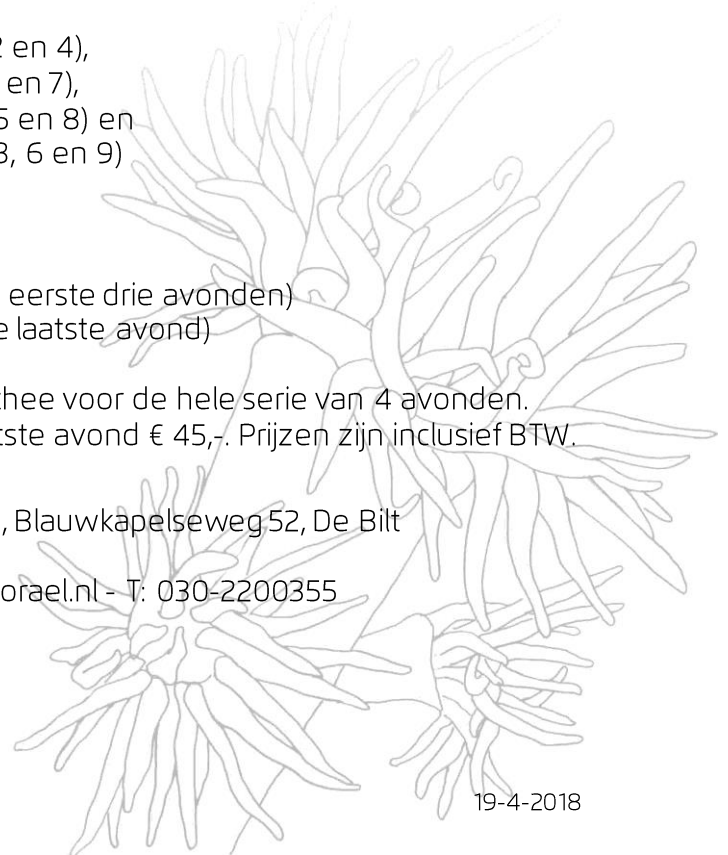 en 4),
en 7),
5 en 8) en
3, 6 en 9)
eerste drie avonden)
laatste avond)
thee voor de hele serie van 4 avonden.
avond € 45,-. Prijzen zijn inclusief BTW.
, Blauwkapelseweg 52, De Bilt
orael.nl - T: 030-2200355
19-4-2018